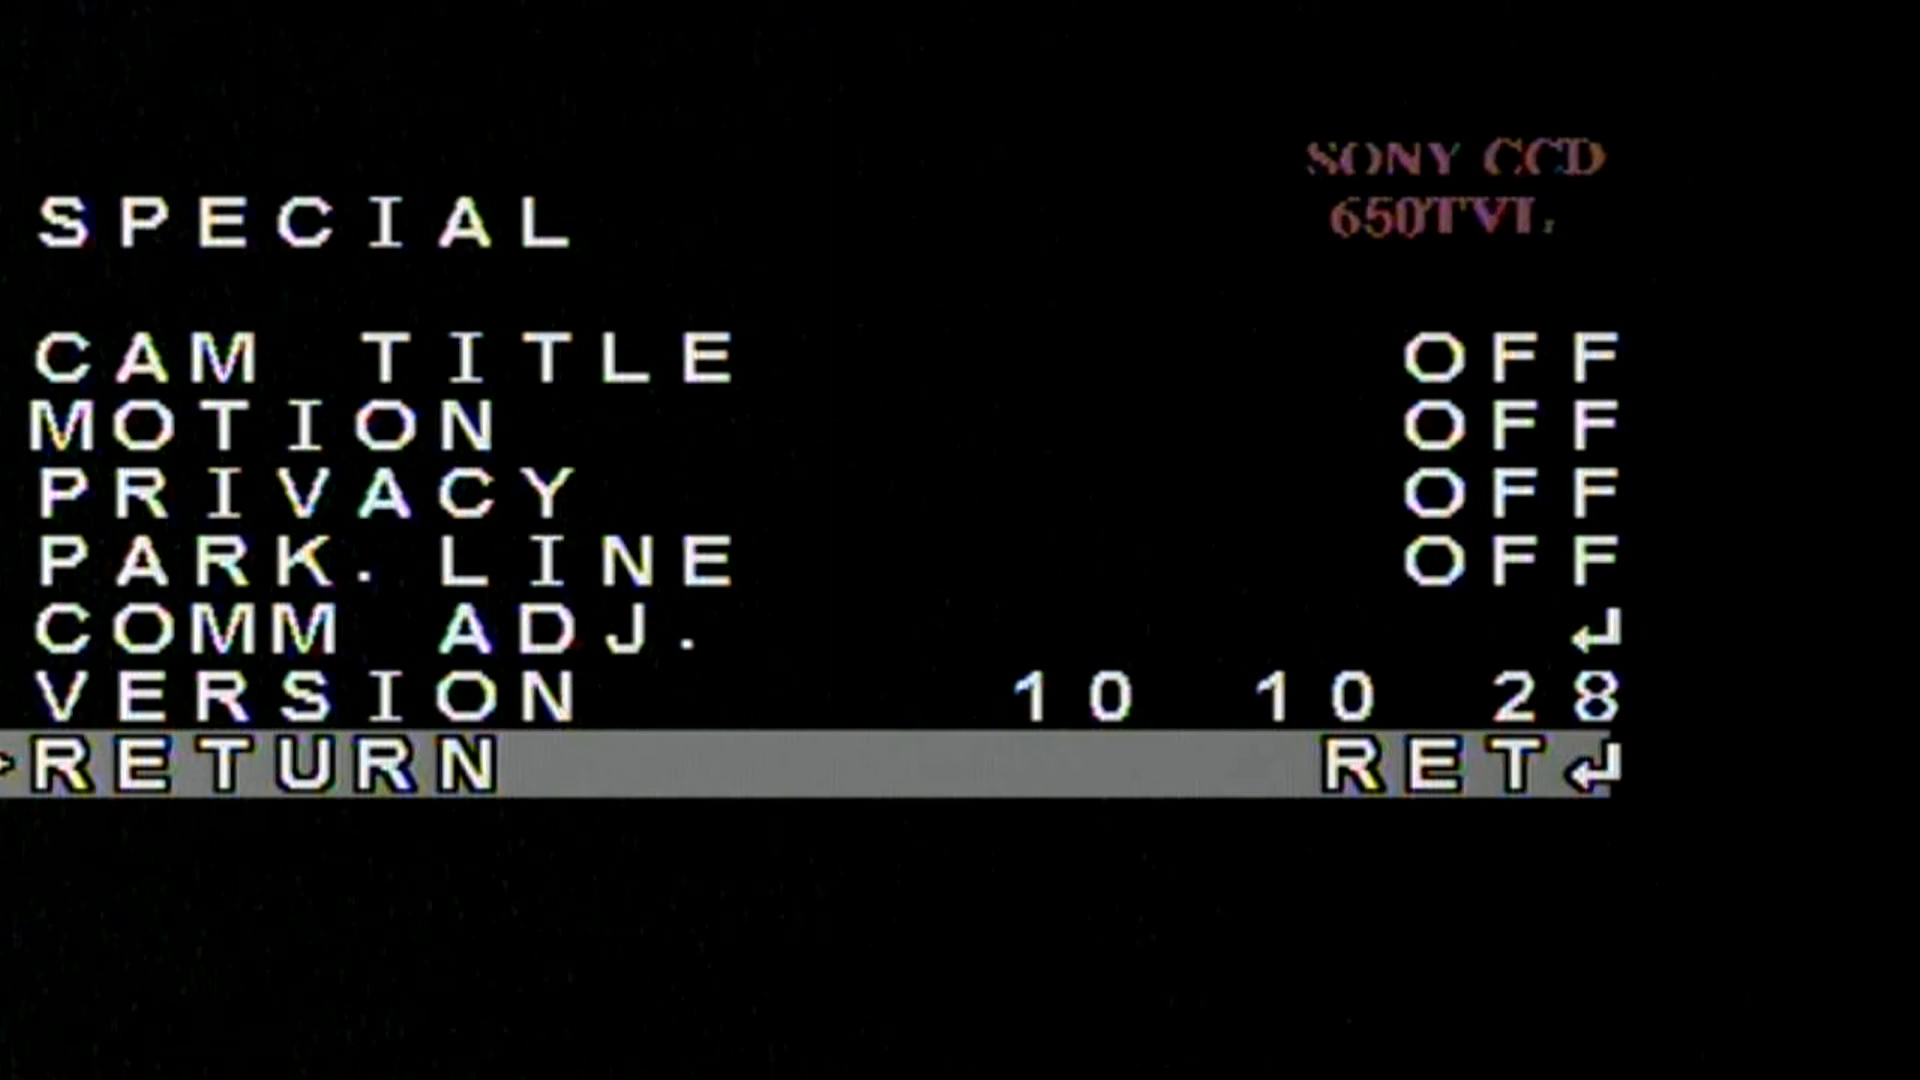 SONY CCD
650TVL
SPECIAL
CAM TITLE OFF
MOTION OFF
PRIVACY OFF
PARK. LINE OFF
COMM ADJ. ↵
VERSION 10 10 28
RETURN RET↵